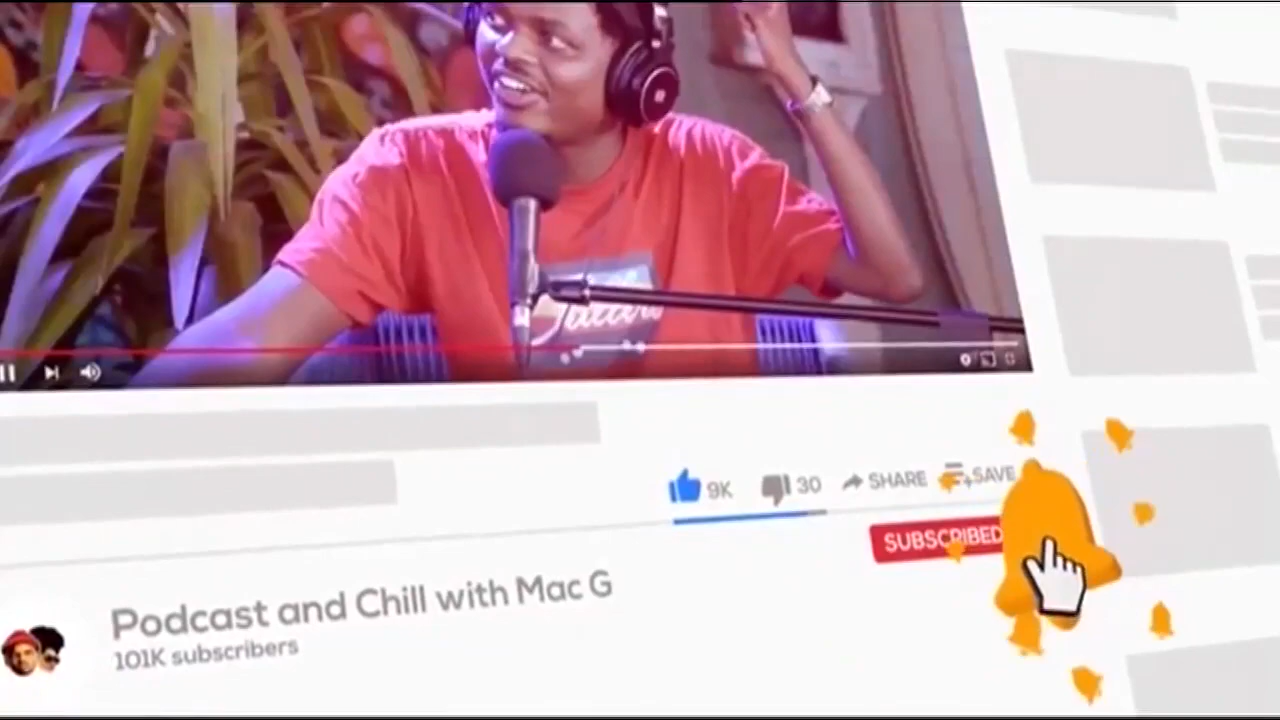 9K
30
SHARE
SAVE
SUBSCRIBED
Podcast and Chill with Mac G
101K subscribers